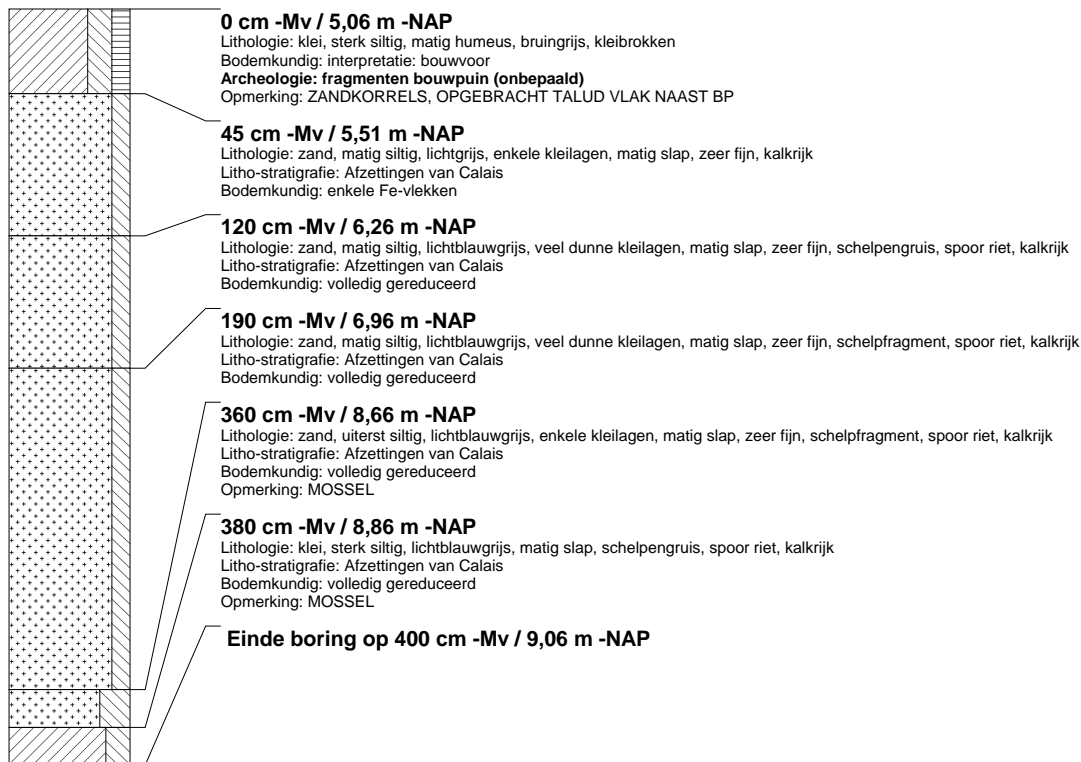 0 cm -Mv / 5,06 m -NAP
Lithologie: klei, sterk siltig, matig humeus, bruingrijs, kleibrokken
Bodemkundig: interpretatie: bouwvoor
Archeologie: fragmenten bouwpuin (onbepaald)
Opmerking: ZANDKORRELS, OPGEBRACHT TALUD VLAK NAAST BP
45 cm -Mv / 5,51 m -NAP
Lithologie: zand, matig siltig, lichtgrijs, enkele kleilagen, matig slap, zeer fijn, kalkrijk
Litho-stratigrafie: Afzettingen van Calais
Bodemkundig: enkele Fe-vlekken
120 cm -Mv / 6,26 m -NAP
Lithologie: zand, matig siltig, lichtblauwgrijs, veel dunne kleilagen, matig slap, zeer fijn, schelpengruis, spoor riet, kalkrijk
Litho-stratigrafie: Afzettingen van Calais
Bodemkundig: volledig gereduceerd
190 cm -Mv / 6,96 m -NAP
Lithologie: zand, matig siltig, lichtblauwgrijs, veel dunne kleilagen, matig slap, zeer fijn, schelpfragment, spoor riet, kalkrijk
Litho-stratigrafie: Afzettingen van Calais
Bodemkundig: volledig gereduceerd
360 cm -Mv / 8,66 m -NAP
Lithologie: zand, uiterst siltig, lichtblauwgrijs, enkele kleilagen, matig slap, zeer fijn, schelpfragment, spoor riet, kalkrijk
Litho-stratigrafie: Afzettingen van Calais
Bodemkundig: volledig gereduceerd
Opmerking: MOSSEL
380 cm -Mv / 8,86 m -NAP
Lithologie: klei, sterk siltig, lichtblauwgrijs, matig slap, schelpengruis, spoor riet, kalkrijk
Litho-stratigrafie: Afzettingen van Calais
Bodemkundig: volledig gereduceerd
Opmerking: MOSSEL
Einde boring op 400 cm -Mv / 9,06 m -NAP